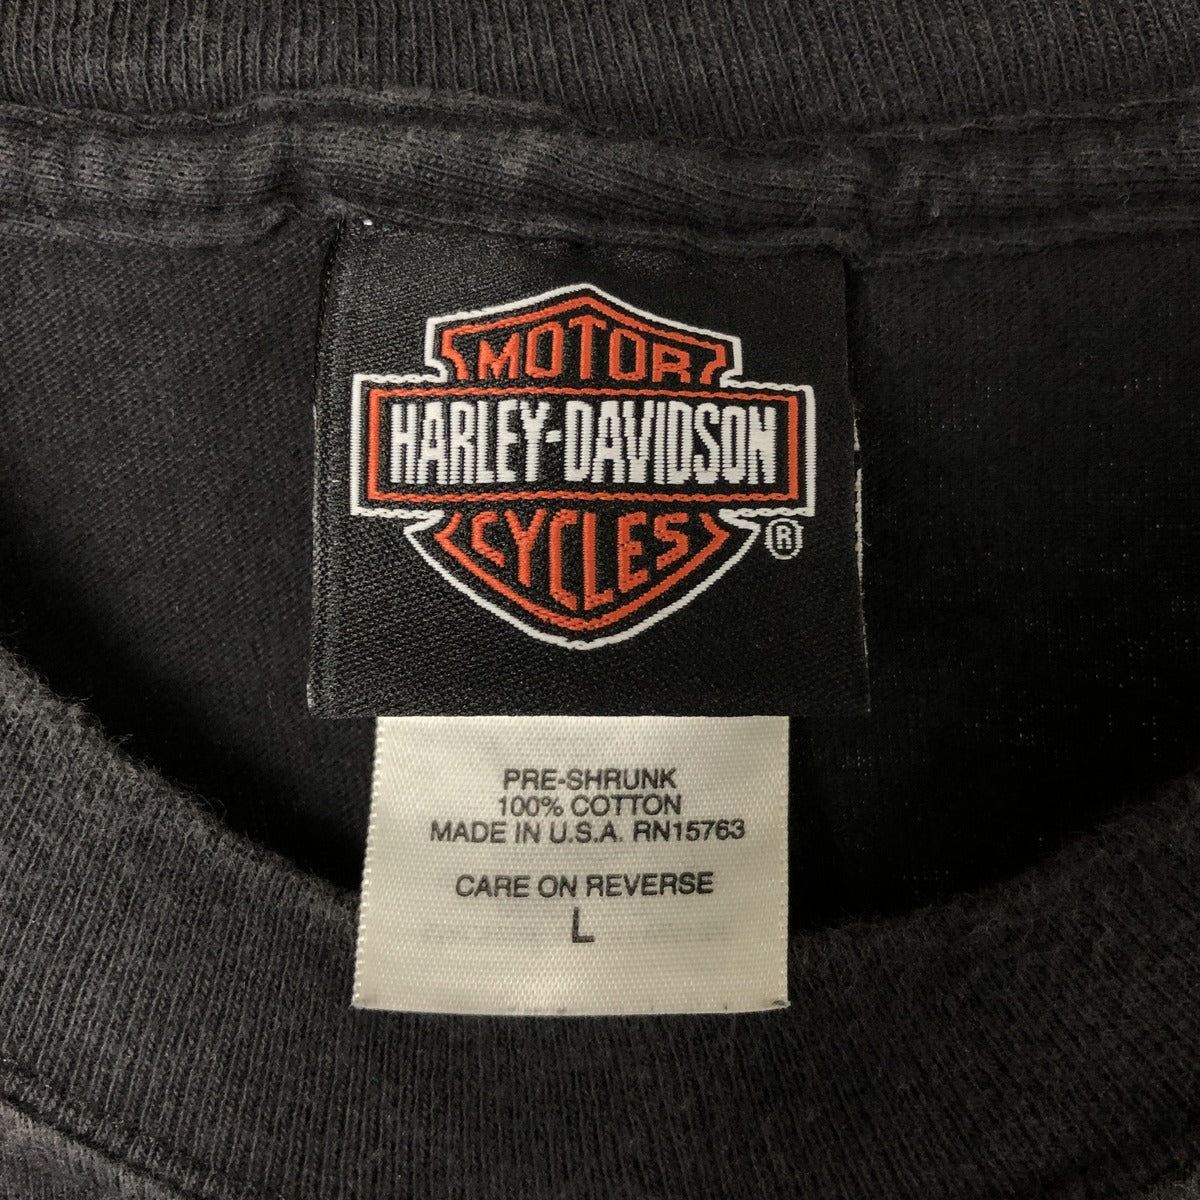 MOTOR
HARLEY-DAVIDSON
CYCLES
®
PRE-SHRUNK
100% COTTON
MADE IN U.S.A. RN15763
CARE ON REVERSE
L